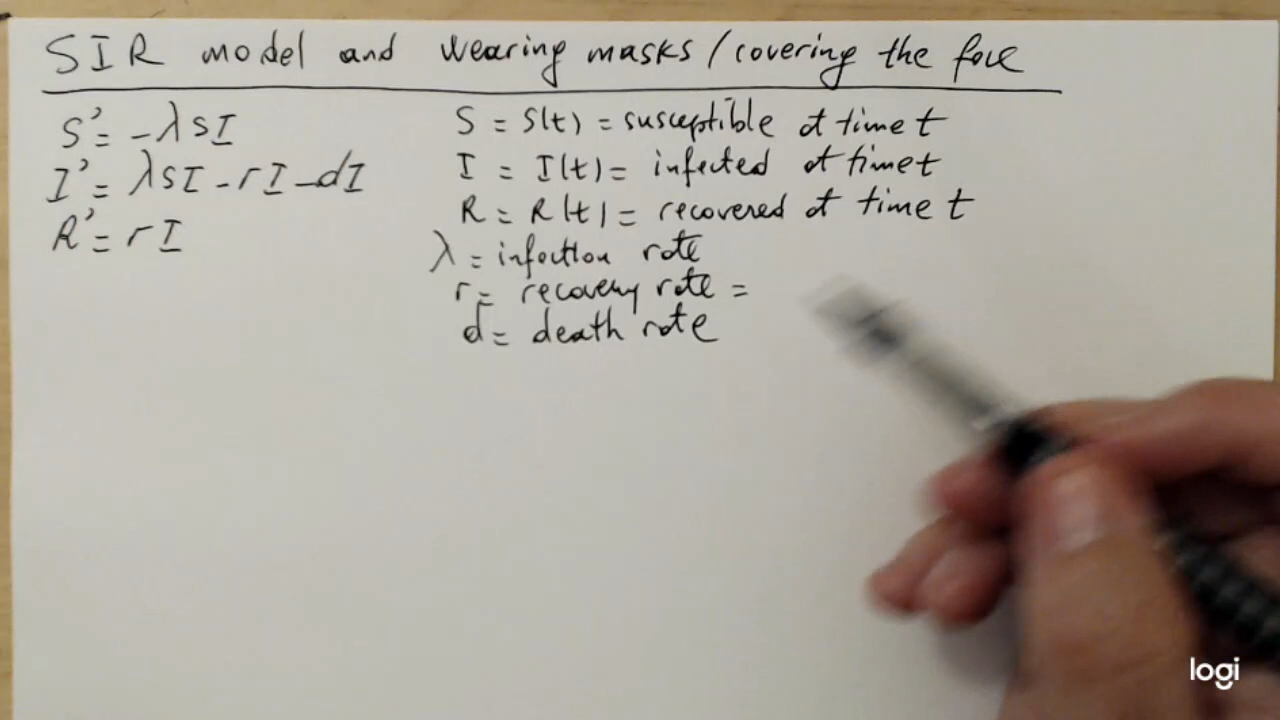 SIR model and wearing masks/covering the face
S' = -λSI
I' = λSI - rI - dI
R' = rI
S = S(t) = susceptible at time t
I = I(t) = infected at time t
R = R(t) = recovered at time t
λ = infection rate
r = recovery rate =
d = death rate
logi